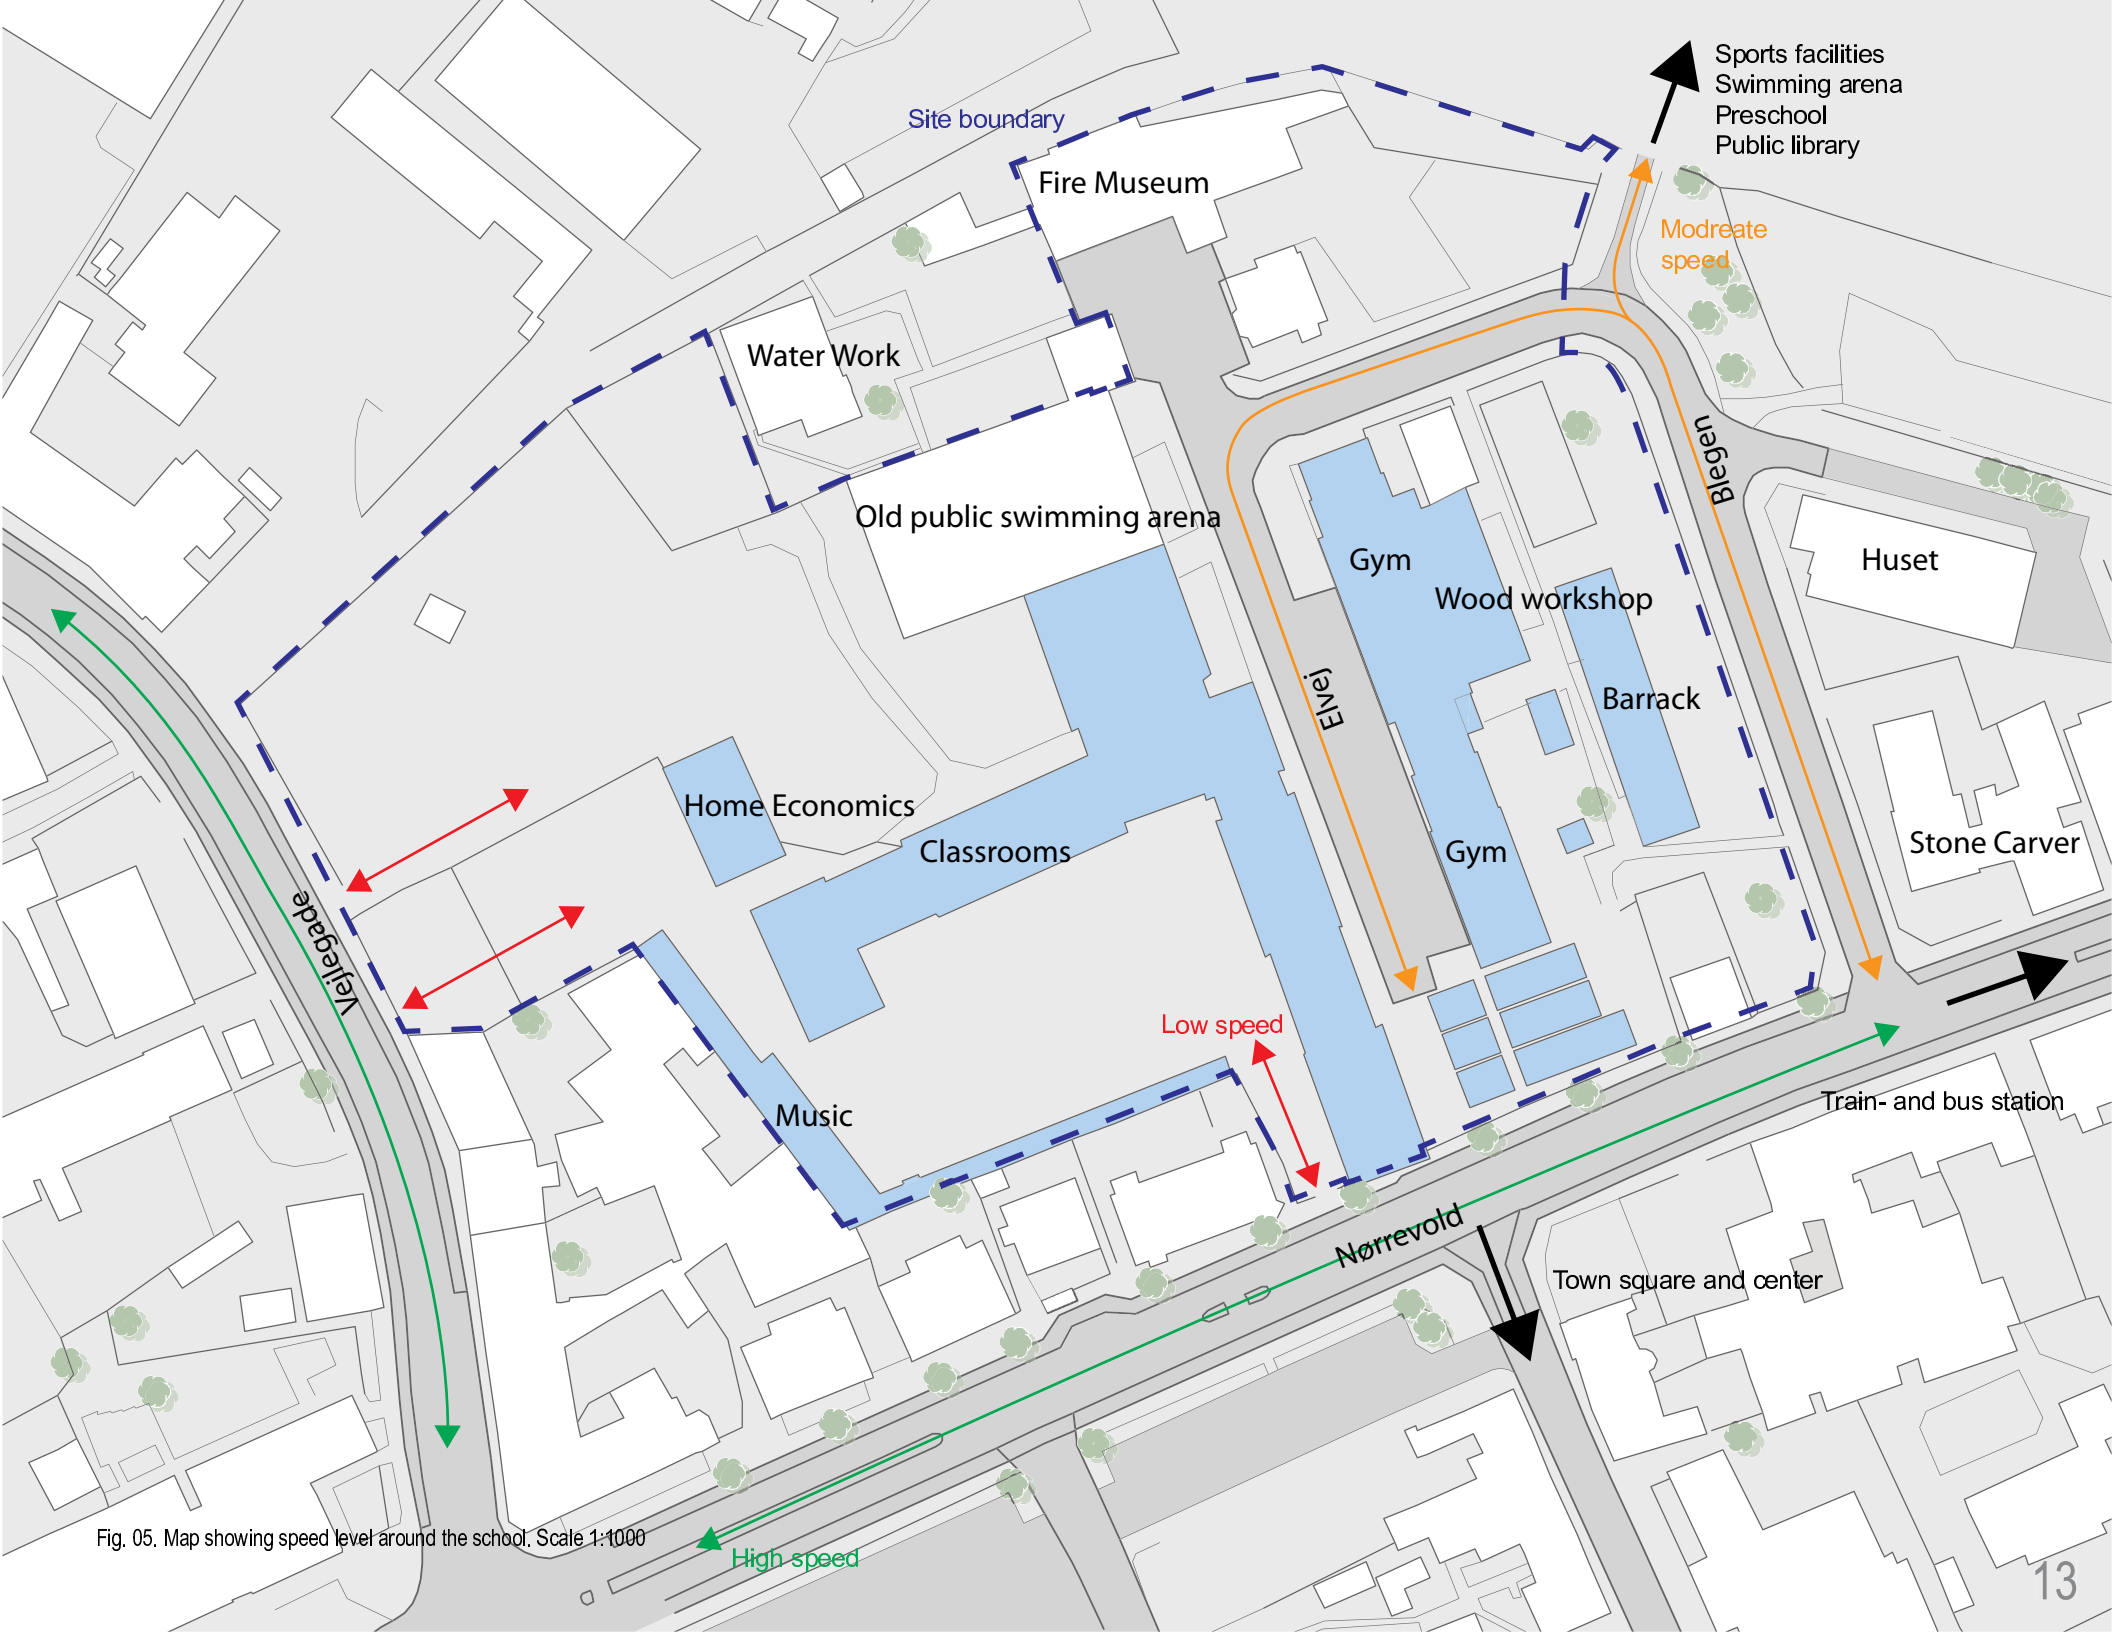 Sports facilities
Swimming arena
Preschool
Public library
Site boundary
Fire Museum
Modreate
speed
Water Work
Old public swimming arena
Blegen
Gym
Huset
Wood workshop
Elvej
Barrack
Home Economics
Classrooms
Gym
Stone Carver
Vejlegade
Low speed
Music
Train- and bus station
Nørrevold
Town square and center
Fig. 05. Map showing speed level around the school. Scale 1:1000
High speed
13